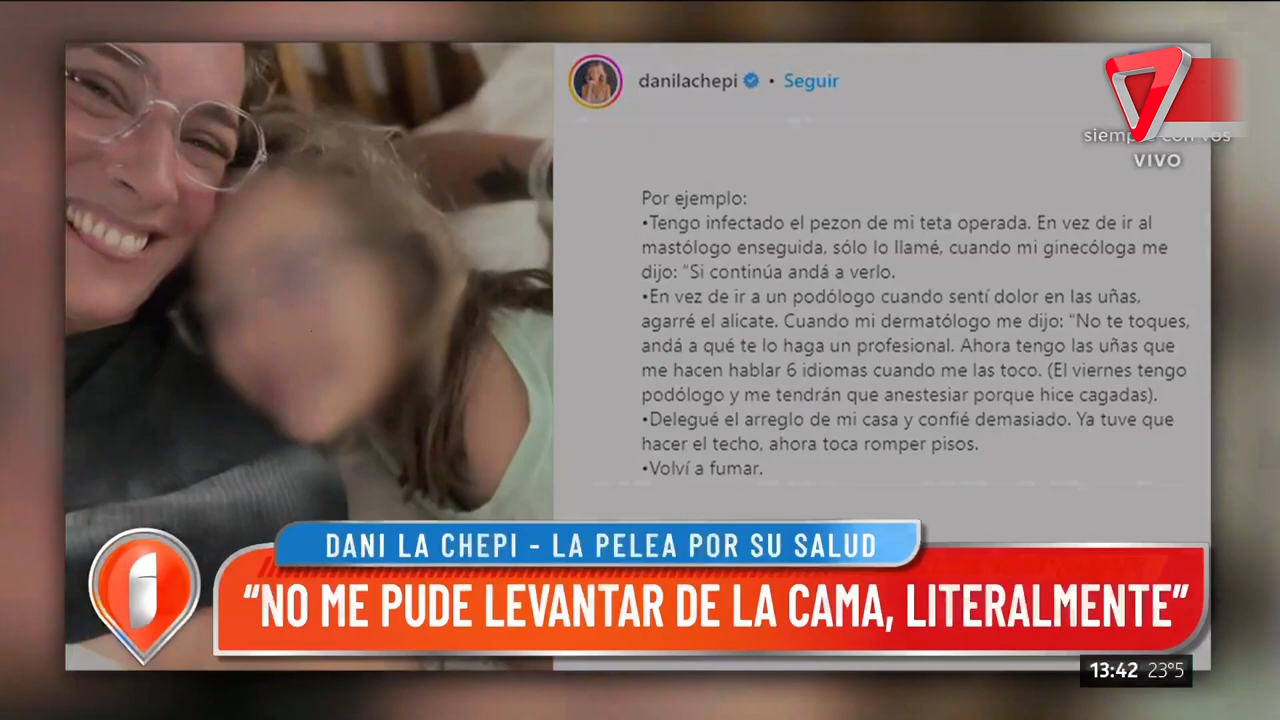 danilachepi • Seguir
siempre con vos
VIVO
Por ejemplo:
•Tengo infectado el pezon de mi teta operada. En vez de ir al
mastólogo enseguida, sólo lo llamé, cuando mi ginecóloga me
dijo: "Si continúa andá a verlo.
•En vez de ir a un podólogo cuando sentí dolor en las uñas,
agarré el alicate. Cuando mi dermatólogo me dijo: "No te toques,
andá a qué te lo haga un profesional. Ahora tengo las uñas que
me hacen hablar 6 idiomas cuando me las toco. (El viernes tengo
podólogo y me tendrán que anestesiar porque hice cagadas).
•Delegué el arreglo de mi casa y confié demasiado. Ya tuve que
hacer el techo, ahora toca romper pisos.
•Volví a fumar.
DANI LA CHEPI - LA PELEA POR SU SALUD
"NO ME PUDE LEVANTAR DE LA CAMA, LITERALMENTE"
13:42 23°5